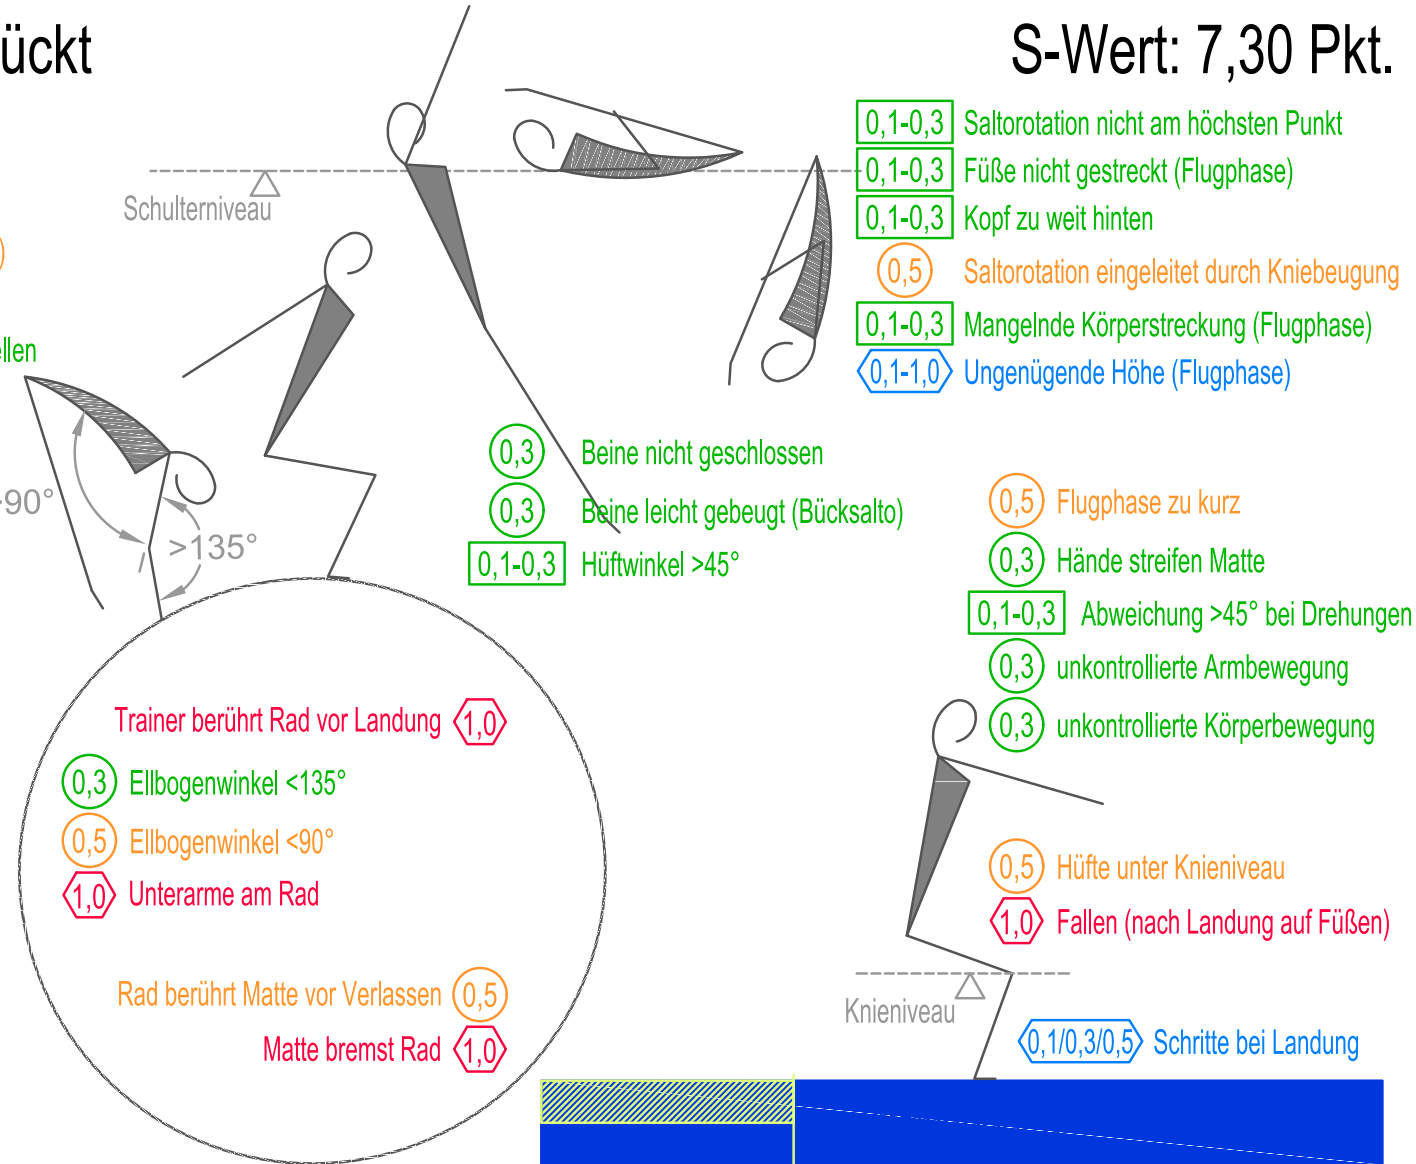 ückt
S-Wert: 7,30 Pkt.
0,1-0,3 Saltorotation nicht am höchsten Punkt
0,1-0,3 Füße nicht gestreckt (Flugphase)
0,1-0,3 Kopf zu weit hinten
0,5 Saltorotation eingeleitet durch Kniebeugung
0,1-0,3 Mangelnde Körperstreckung (Flugphase)
0,1-1,0 Ungenügende Höhe (Flugphase)
Schulterniveau
ellen
90°
>135°
0,3 Beine nicht geschlossen
0,3 Beine leicht gebeugt (Bücksalto)
0,1-0,3 Hüftwinkel >45°
0,5 Flugphase zu kurz
0,3 Hände streifen Matte
0,1-0,3 Abweichung >45° bei Drehungen
0,3 unkontrollierte Armbewegung
0,3 unkontrollierte Körperbewegung
Trainer berührt Rad vor Landung 1,0
0,3 Ellbogenwinkel <135°
0,5 Ellbogenwinkel <90°
1,0 Unterarme am Rad
0,5 Hüfte unter Knieniveau
1,0 Fallen (nach Landung auf Füßen)
Rad berührt Matte vor Verlassen 0,5
Matte bremst Rad 1,0
Knieniveau
0,1/0,3/0,5 Schritte bei Landung